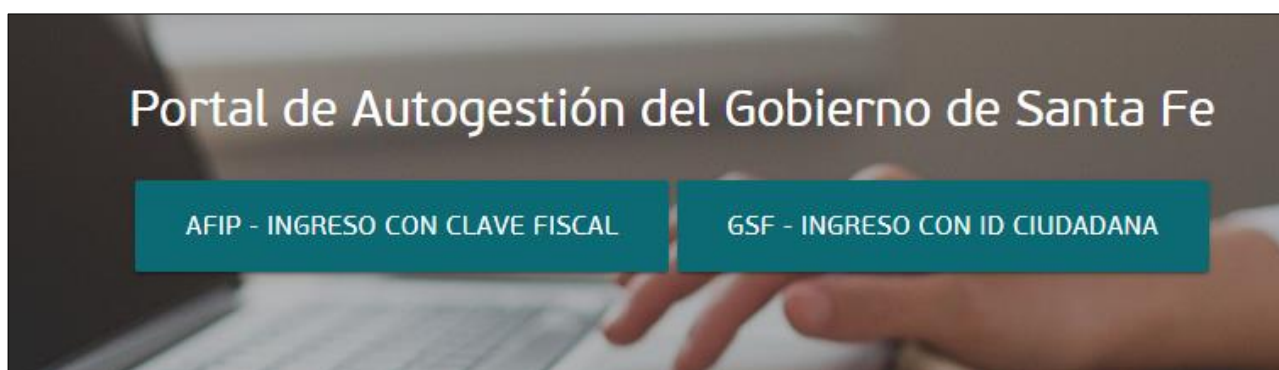 Portal de Autogestión del Gobierno de Santa Fe
AFIP - INGRESO CON CLAVE FISCAL
GSF - INGRESO CON ID CIUDADANA